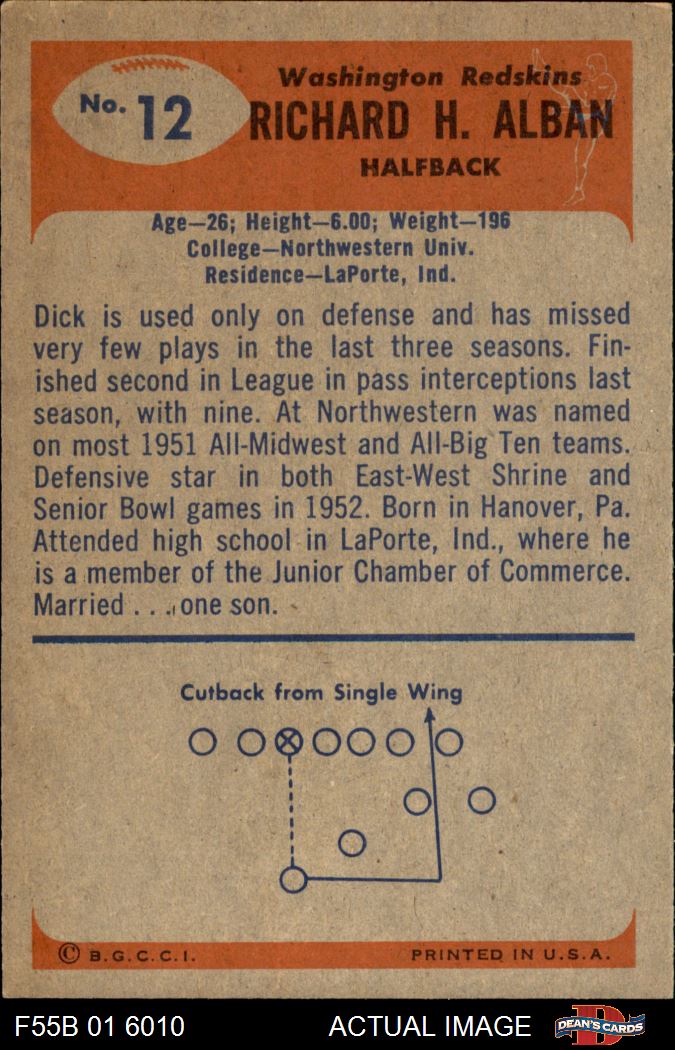 Washington Redskins
No. 12
RICHARD H. ALBAN
HALFBACK
Age—26; Height—6.00; Weight—196
College—Northwestern Univ.
Residence—LaPorte, Ind.
Dick is used only on defense and has missed
very few plays in the last three seasons. Fin-
ished second in League in pass interceptions last
season, with nine. At Northwestern was named
on most 1951 All-Midwest and All-Big Ten teams.
Defensive star in both East-West Shrine and
Senior Bowl games in 1952. Born in Hanover, Pa.
Attended high school in LaPorte, Ind., where he
is a member of the Junior Chamber of Commerce.
Married . . . one son.
Cutback from Single Wing
© B.G.C.C.I. PRINTED IN U.S.A.
F55B 01 6010 ACTUAL IMAGE DEAN'S CARDS